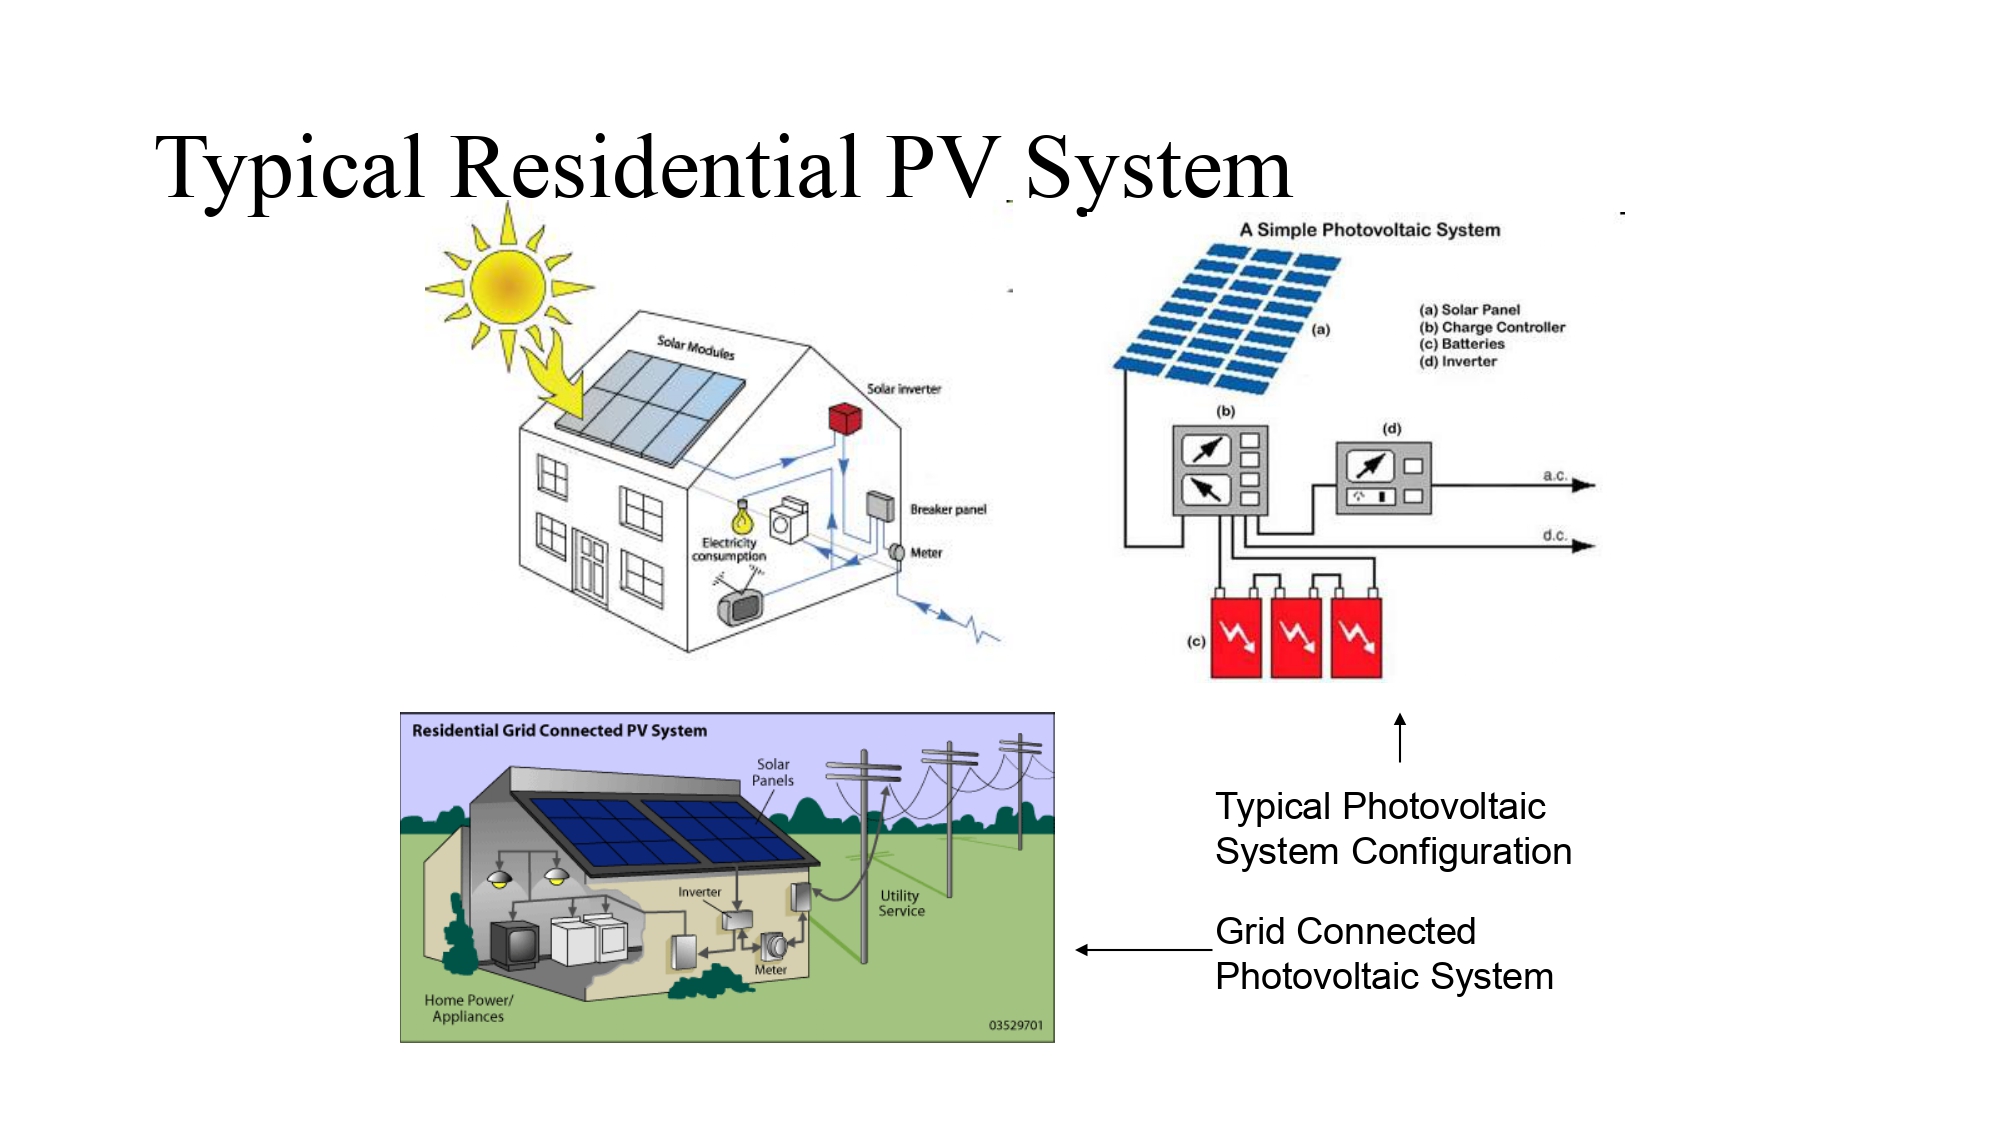 Typical Residential PV System
Solar Modules
Solar inverter
Breaker panel
Electricity
consumption
Meter
A Simple Photovoltaic System
(a) Solar Panel
(b) Charge Controller
(c) Batteries
(d) Inverter
(a)
(b)
(d)
a.c.
d.c.
(c)
Residential Grid Connected PV System
Solar
Panels
Inverter
Utility
Service
Meter
Home Power/
Appliances
03529701
Typical Photovoltaic
System Configuration
Grid Connected
Photovoltaic System